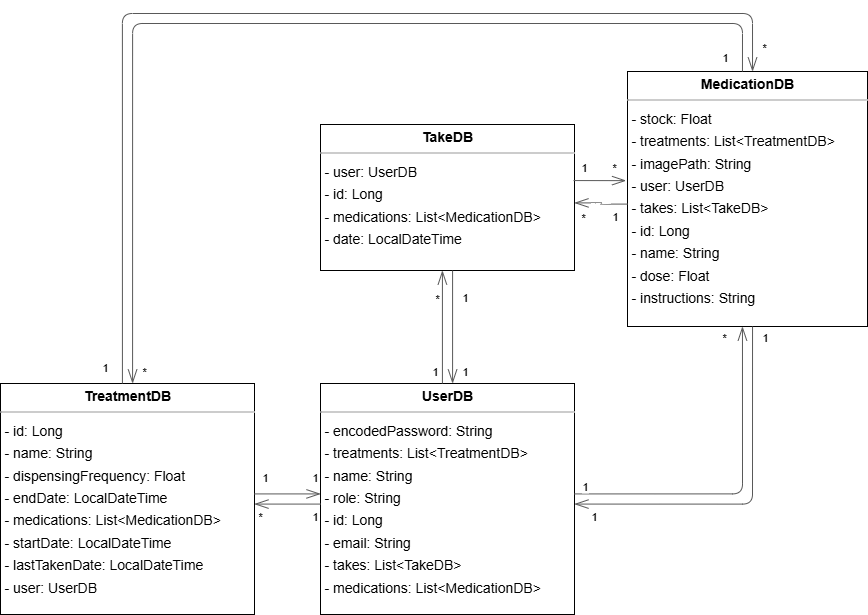 1
*
MedicationDB
- stock: Float
- treatments: List<TreatmentDB>
- imagePath: String
- user: UserDB
- takes: List<TakeDB>
- id: Long
- name: String
- dose: Float
- instructions: String
TakeDB
- user: UserDB
- id: Long
- medications: List<MedicationDB>
- date: LocalDateTime
1
*
*
1
*
1
1
1
*
1
1
*
TreatmentDB
- id: Long
- name: String
- dispensingFrequency: Float
- endDate: LocalDateTime
- medications: List<MedicationDB>
- startDate: LocalDateTime
- lastTakenDate: LocalDateTime
- user: UserDB
1
1
*
1
UserDB
- encodedPassword: String
- treatments: List<TreatmentDB>
- name: String
- role: String
- id: Long
- email: String
- takes: List<TakeDB>
- medications: List<MedicationDB>
1
1